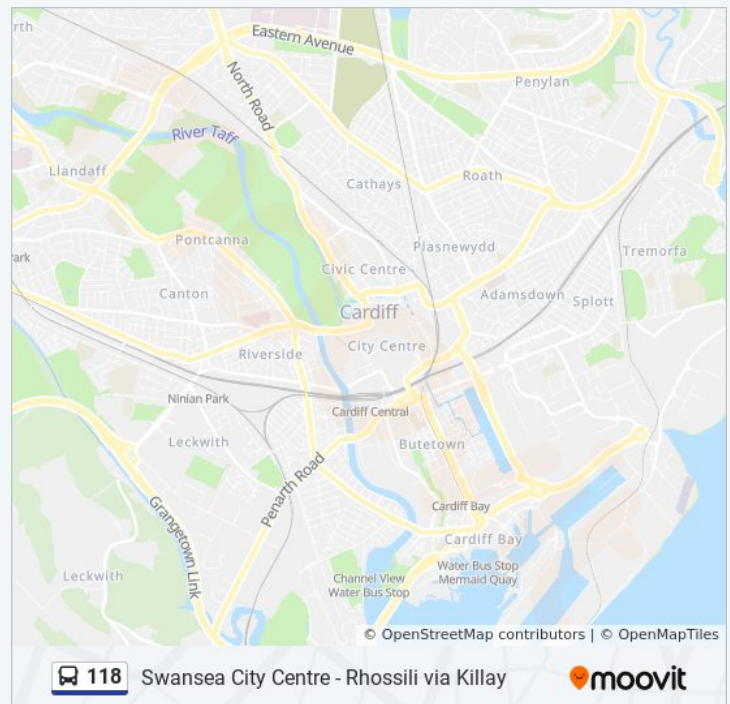 rth
Eastern Avenue
Penylan
North Road
River Taff
Llandaff
Cathays
Roath
Pontcanna
Plasnewydd
Tremorfa
ark
Civic Centre
Canton
Adamsdown
Splott
Cardiff
City Centre
Riverside
Ninian Park
Cardiff Central
Leckwith
Butetown
Penarth Road
Grangetown Link
Cardiff Bay
Cardiff Bay
Leckwith
Channel View
Water Bus Stop
Water Bus Stop
Mermaid Quay
© OpenStreetMap contributors | © OpenMapTiles
118 Swansea City Centre - Rhossili via Killay moovit